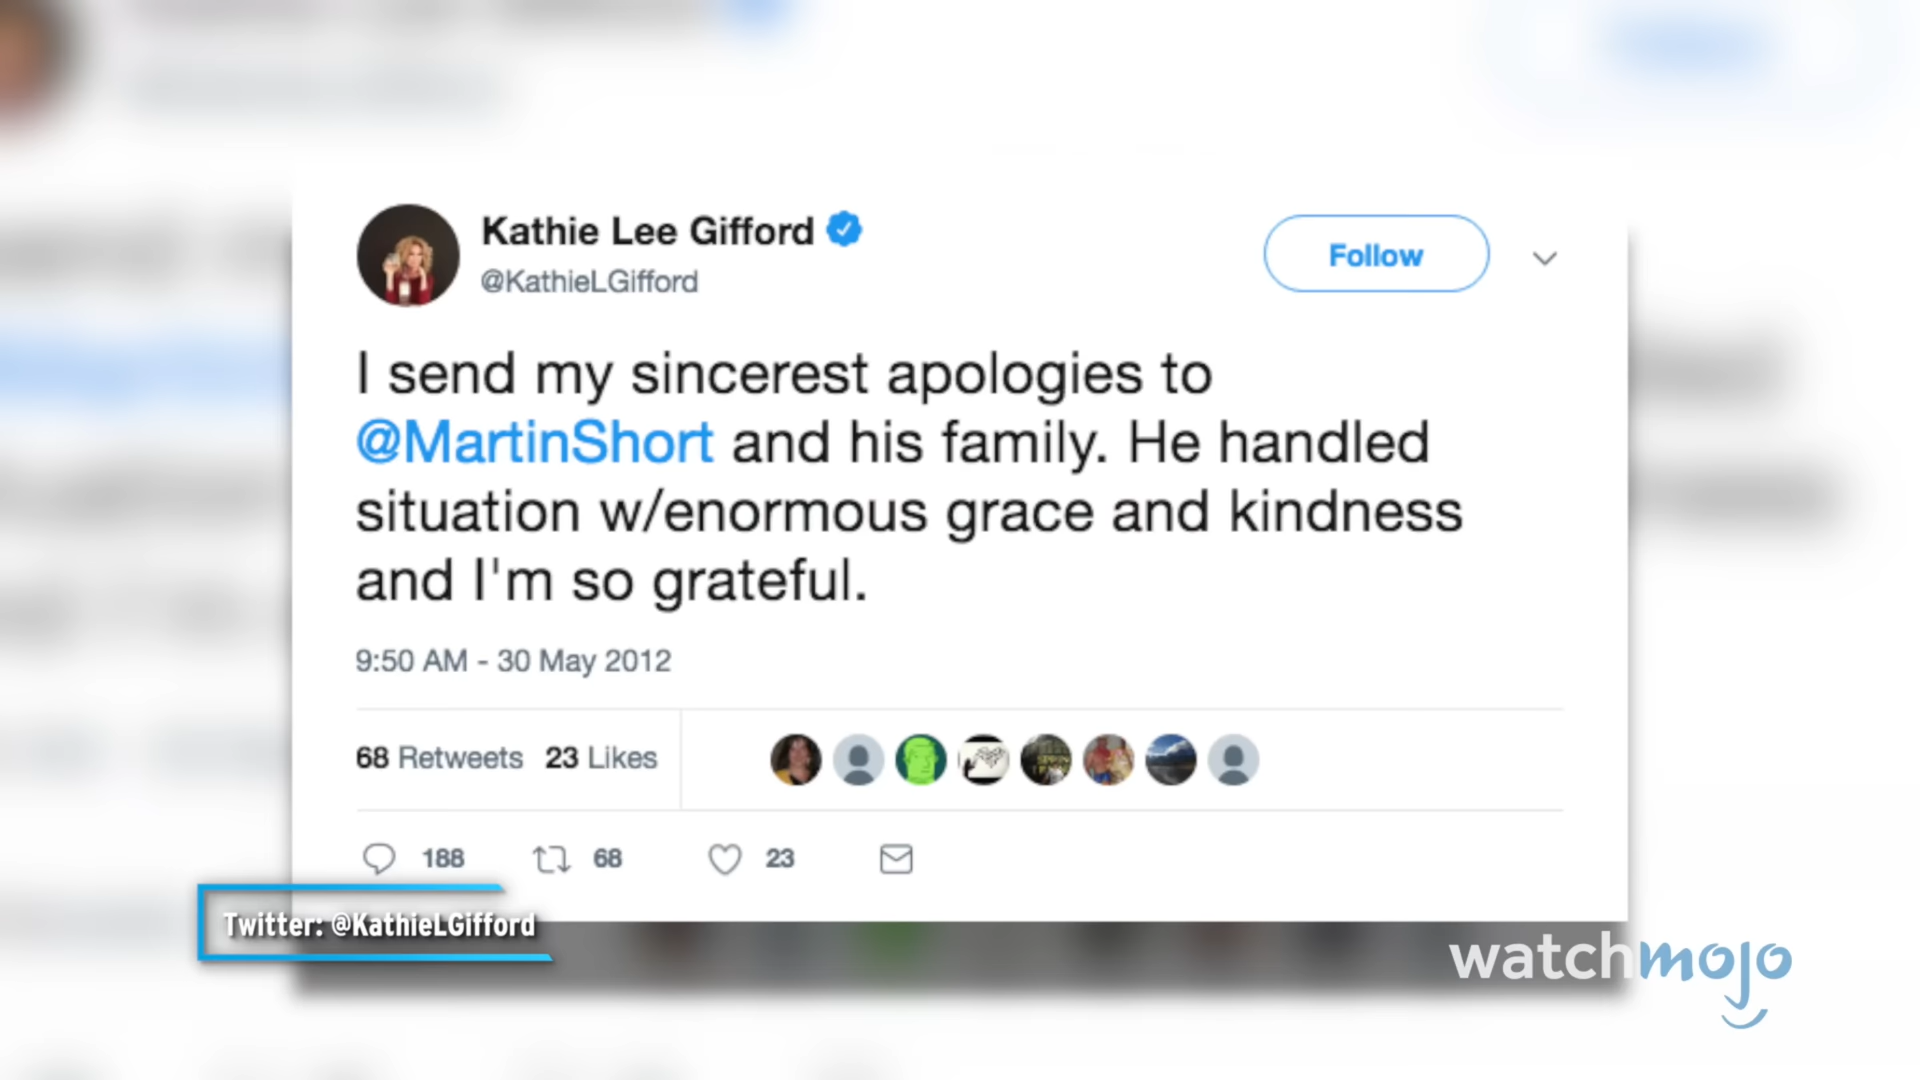 Kathie Lee Gifford
@KathieLGifford
Follow
I send my sincerest apologies to
@MartinShort and his family. He handled
situation w/enormous grace and kindness
and I'm so grateful.
9:50 AM - 30 May 2012
68 Retweets 23 Likes
188 68 23
Twitter: @KathieLGifford
watchmojo